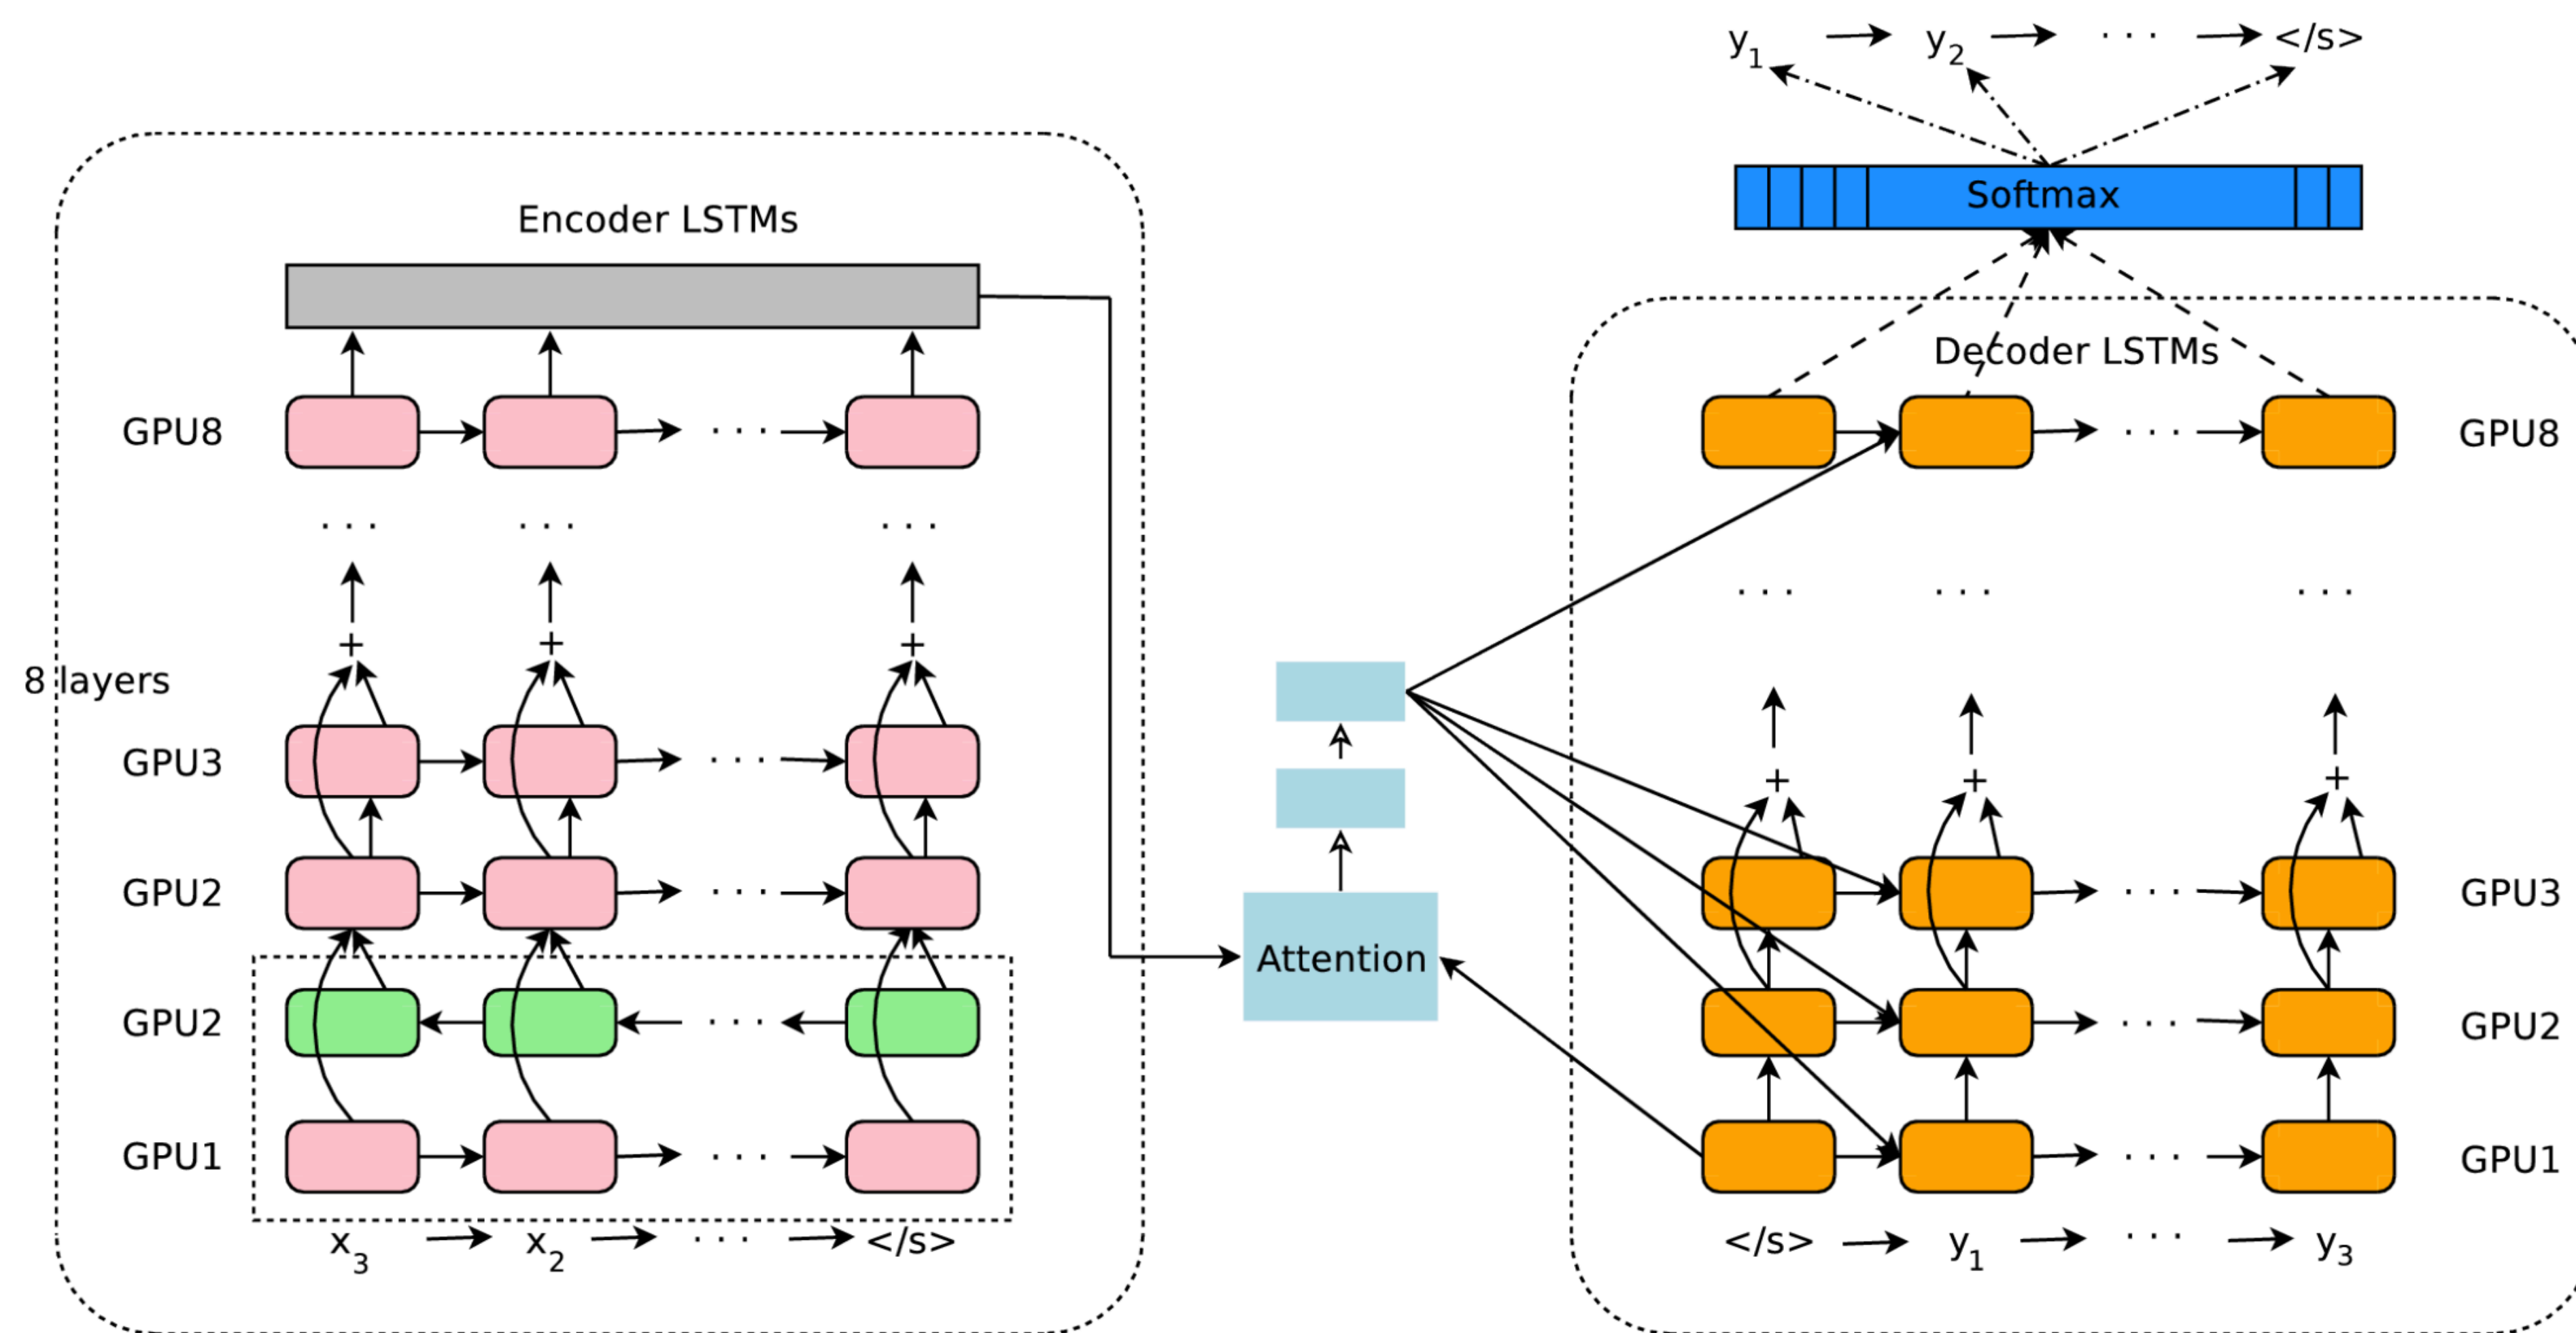 y1 y2 . . . </s>
Softmax
Encoder LSTMs
Decoder LSTMs
GPU8 . . . . . . GPU8
. . . . . . . . .
. . . . . . . . .
+ + +
8 layers
+ + +
GPU3 . . .
GPU2 . . . . . . GPU3
Attention
GPU2 . . . . . . GPU2
GPU1 . . . . . . GPU1
x3 x2 . . . </s>
</s> y1 . . . y3